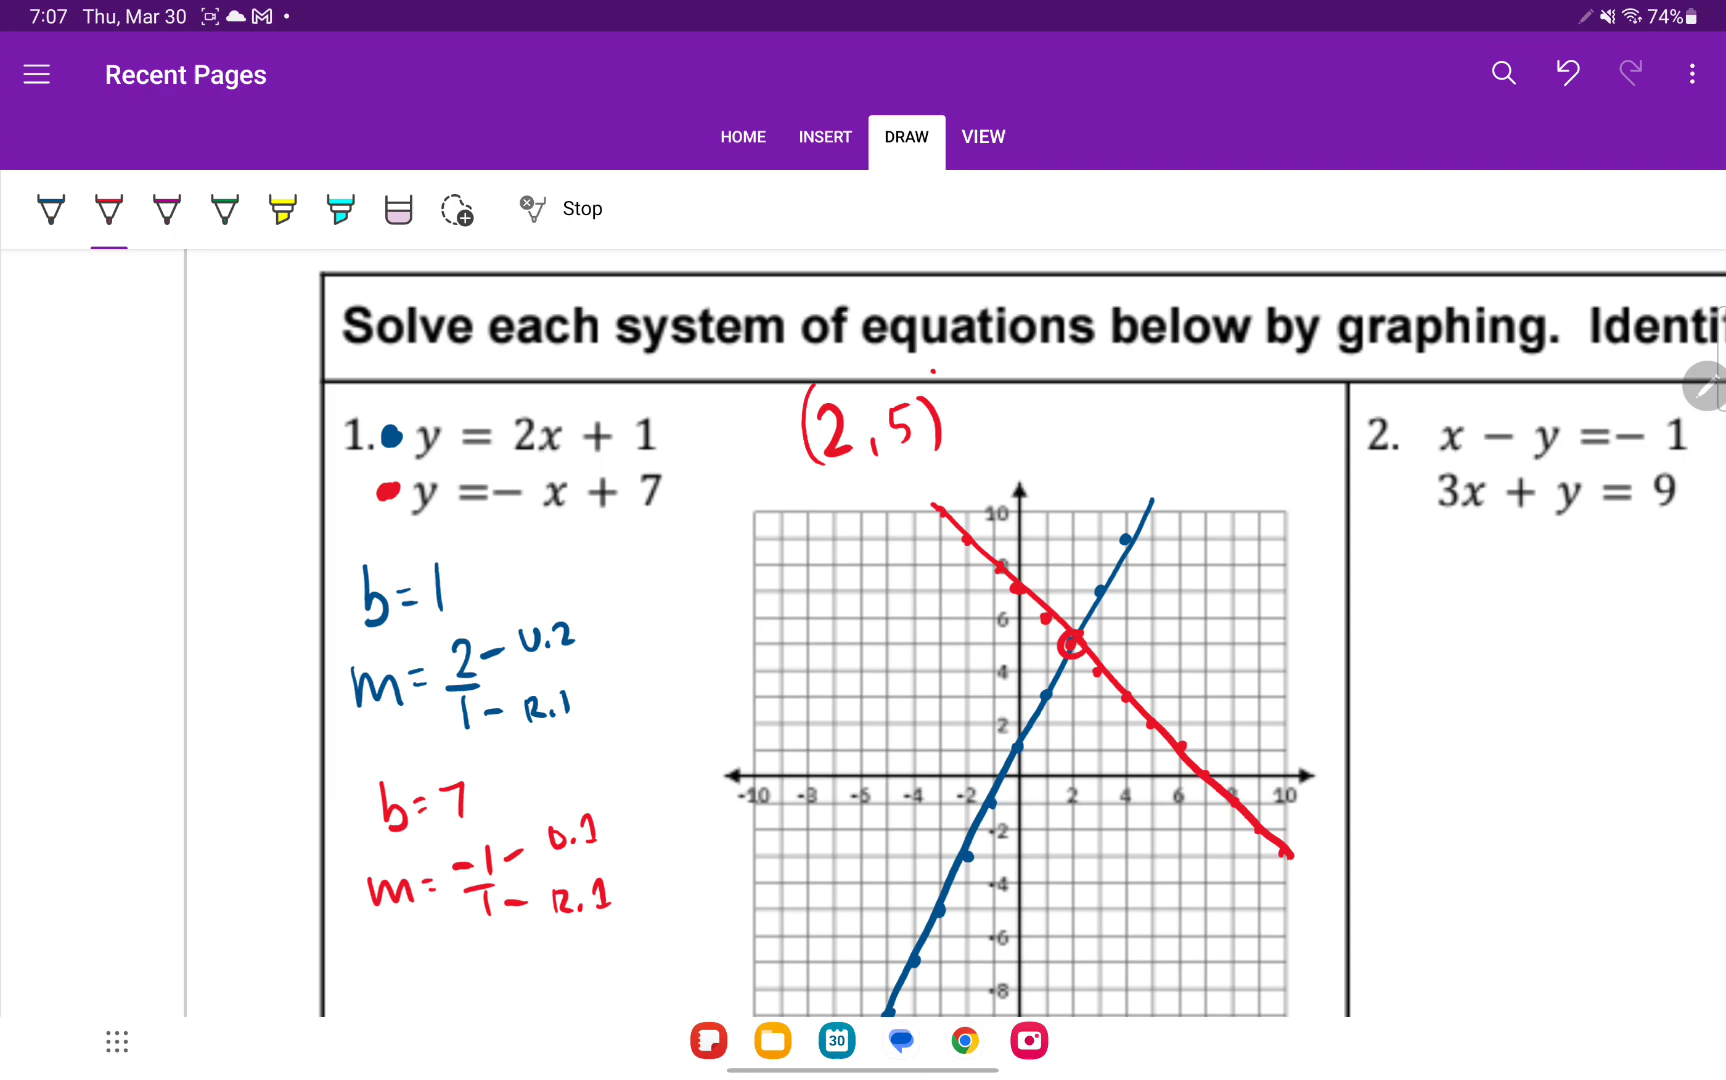 7:07 Thu, Mar 30
74%
Recent Pages
HOME INSERT DRAW VIEW
Stop
Solve each system of equations below by graphing. Identi
(2,5)
1. y = 2x + 1
y =− x + 7
2. x − y =− 1
3x + y = 9
b=1
m= 2/1
- U.2
- R.1
b=7
m= -1/1
- D.1
- R.1
10
8
6
4
2
-10 -8 -5 -4 -2 2 4 6 8 10
-2
-4
-6
-8
30